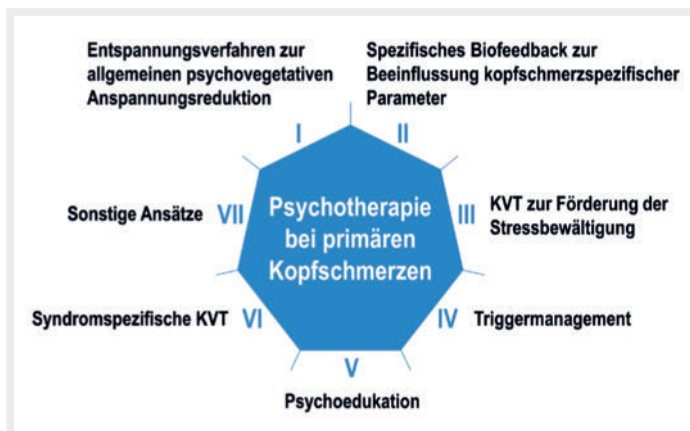 Entspannungsverfahren zur
allgemeinen psychovegetativen
Anspannungsreduktion
I
Spezifisches Biofeedback zur
Beeinflussung kopfschmerzspezifischer
Parameter
II
KVT zur Förderung der
Stressbewältigung
III
Triggermanagement
IV
Psychoedukation
V
Syndromspezifische KVT
VI
Sonstige Ansätze
VII
Psychotherapie
bei primären
Kopfschmerzen